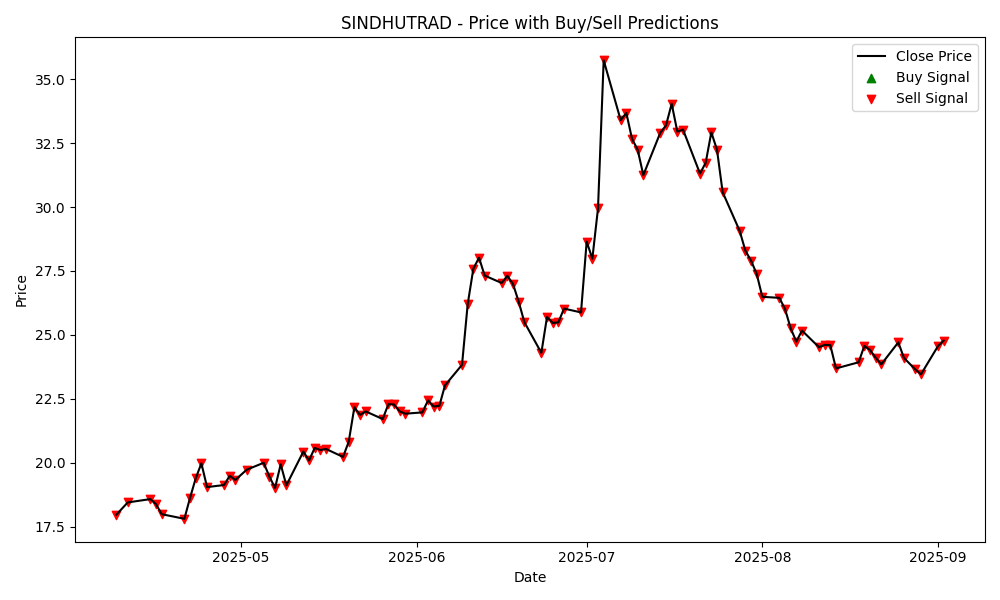 SINDHUTRAD - Price with Buy/Sell Predictions
Close Price
Buy Signal
Sell Signal
Price
35.0
32.5
30.0
27.5
25.0
22.5
20.0
17.5
2025-05
2025-06
2025-07
2025-08
2025-09
Date